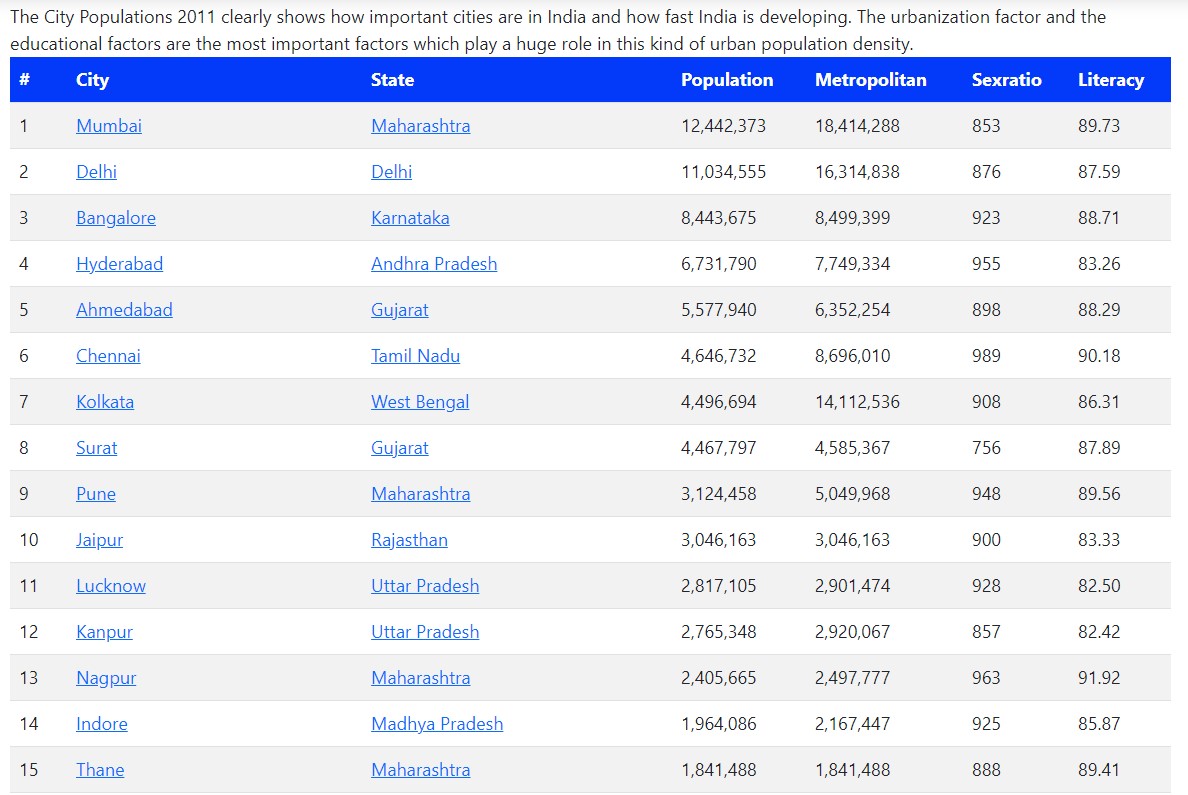 The City Populations 2011 clearly shows how important cities are in India and how fast India is developing. The urbanization factor and the
educational factors are the most important factors which play a huge role in this kind of urban population density.
# City State Population Metropolitan Sexratio Literacy
1 Mumbai Maharashtra 12,442,373 18,414,288 853 89.73
2 Delhi Delhi 11,034,555 16,314,838 876 87.59
3 Bangalore Karnataka 8,443,675 8,499,399 923 88.71
4 Hyderabad Andhra Pradesh 6,731,790 7,749,334 955 83.26
5 Ahmedabad Gujarat 5,577,940 6,352,254 898 88.29
6 Chennai Tamil Nadu 4,646,732 8,696,010 989 90.18
7 Kolkata West Bengal 4,496,694 14,112,536 908 86.31
8 Surat Gujarat 4,467,797 4,585,367 756 87.89
9 Pune Maharashtra 3,124,458 5,049,968 948 89.56
10 Jaipur Rajasthan 3,046,163 3,046,163 900 83.33
11 Lucknow Uttar Pradesh 2,817,105 2,901,474 928 82.50
12 Kanpur Uttar Pradesh 2,765,348 2,920,067 857 82.42
13 Nagpur Maharashtra 2,405,665 2,497,777 963 91.92
14 Indore Madhya Pradesh 1,964,086 2,167,447 925 85.87
15 Thane Maharashtra 1,841,488 1,841,488 888 89.41